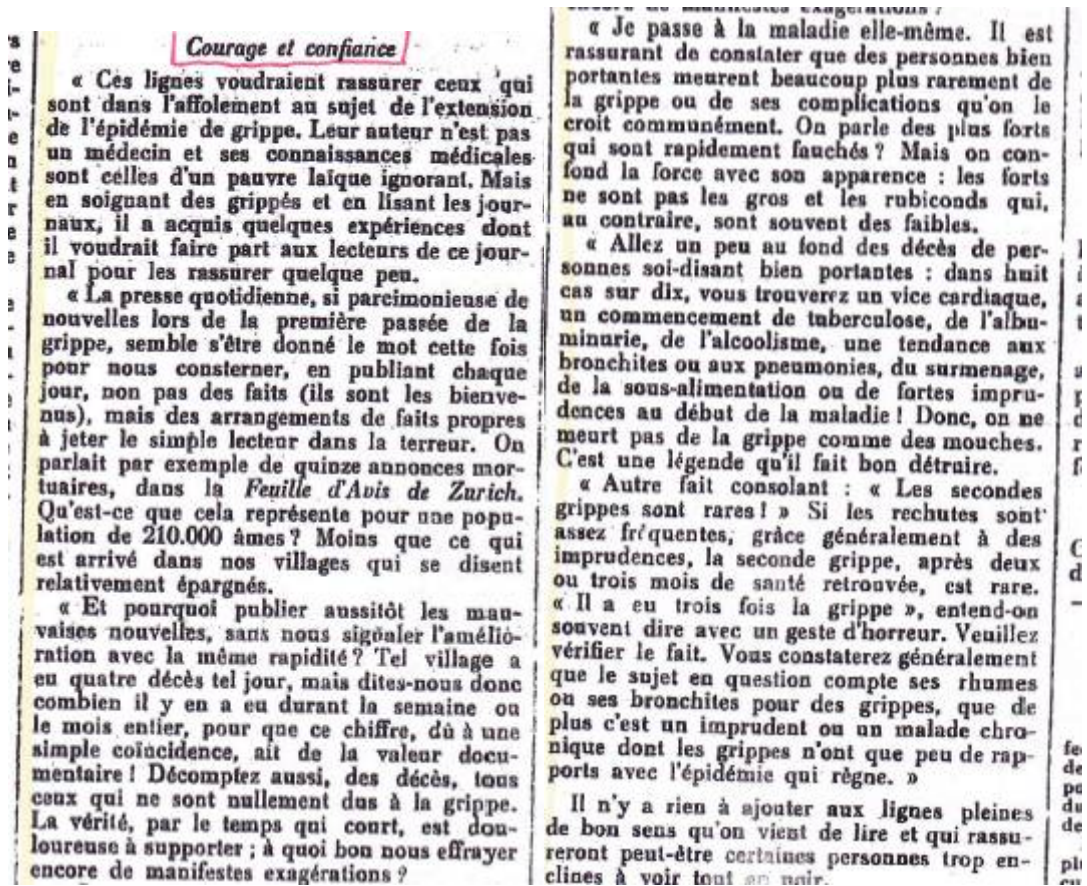 Courage et confiance
« Ces lignes voudraient rassurer ceux qui
sont dans l'affolement au sujet de l'extension
de l'épidémie de grippe. Leur auteur n'est pas
un médecin et ses connaissances médicales
sont celles d'un pauvre laïque ignorant. Mais
en soignant des grippés et en lisant les jour-
naux, il a acquis quelques expériences dont
il voudrait faire part aux lecteurs de ce jour-
nal pour les rassurer quelque peu.
« La presse quotidienne, si parcimonieuse de
nouvelles lors de la première passée de la
grippe, semble s'être donné le mot cette fois
pour nous consterner, en publiant chaque
jour, non pas des faits (ils sont les bienve-
nus), mais des arrangements de faits propres
à jeter le simple lecteur dans la terreur. On
parlait par exemple de quinze annonces mor-
tuaires, dans la Feuille d'Avis de Zurich.
Qu'est-ce que cela représente pour une popu-
lation de 210.000 âmes? Moins que ce qui
est arrivé dans nos villages qui se disent
relativement épargnés.
« Et pourquoi publier aussitôt les mau-
vaises nouvelles, sans nous signaler l'amélio-
ration avec la même rapidité? Tel village a
eu quatre décès tel jour, mais dites-nous donc
combien il y en a eu durant la semaine ou
le mois entier, pour que ce chiffre, dû à une
simple coïncidence, ait de la valeur docu-
mentaire! Décomptez aussi, des décès, tous
ceux qui ne sont nullement dus à la grippe.
La vérité, par le temps qui court, est dou-
loureuse à supporter; à quoi bon nous effrayer
encore de manifestes exagérations?
encore de manifestes exagérations?
« Je passe à la maladie elle-même. Il est
rassurant de constater que des personnes bien
portantes meurent beaucoup plus rarement de
la grippe ou de ses complications qu'on le
croit communément. On parle des plus forts
qui sont rapidement fauchés? Mais on con-
fond la force avec son apparence : les forts
ne sont pas les gros et les rubiconds qui,
au contraire, sont souvent des faibles.
« Allez un peu au fond des décès de per-
sonnes soi-disant bien portantes : dans huit
cas sur dix, vous trouverez un vice cardiaque,
un commencement de tuberculose, de l'albu-
minurie, de l'alcoolisme, une tendance aux
bronchites ou aux pneumonies, du surmenage,
de la sous-alimentation ou de fortes impru-
dences au début de la maladie! Donc, on ne
meurt pas de la grippe comme des mouches.
C'est une légende qu'il fait bon détruire.
« Autre fait consolant : « Les secondes
grippes sont rares! » Si les rechutes sont
assez fréquentes, grâce généralement à des
imprudences, la seconde grippe, après deux
ou trois mois de santé retrouvée, est rare.
« Il a eu trois fois la grippe », entend-on
souvent dire avec un geste d'horreur. Veuillez
vérifier le fait. Vous constaterez généralement
que le sujet en question compte ses rhumes
ou ses bronchites pour des grippes, que de
plus c'est un imprudent ou un malade chro-
nique dont les grippes n'ont que peu de rap-
ports avec l'épidémie qui règne. »
Il n'y a rien à ajouter aux lignes pleines
de bon sens qu'on vient de lire et qui rassu-
reront peut-être certaines personnes trop en-
clines à voir tout en noir.